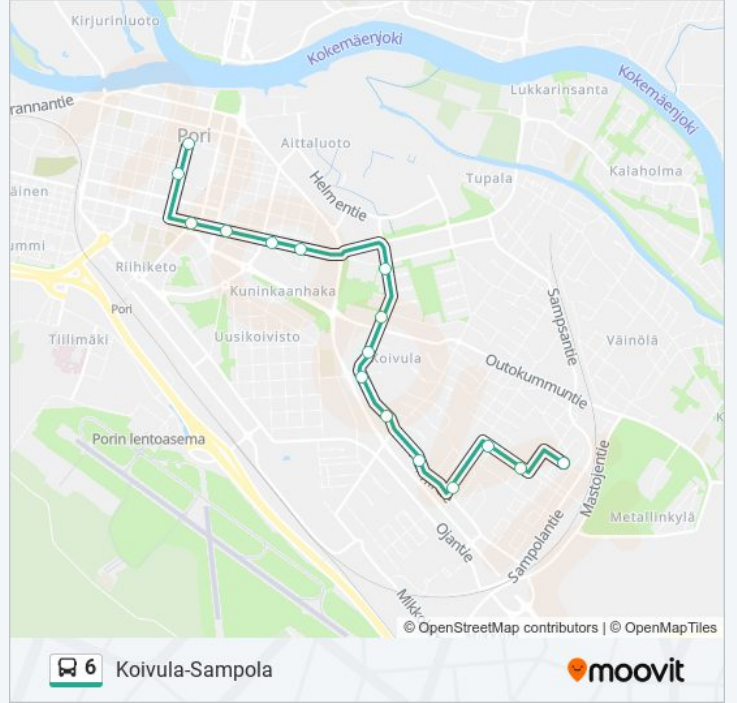 Kirjurinluoto
Kokemäenjoki
Kokemäenjoki
Lukkarinsanta
rannantie
Pori
Aittaluoto
Kalaholma
Helmentie
Tupala
äinen
ummi
Riihiketo
Kuninkaanhaka
Sampsantie
Pori
Tiilimäki
Uusikoivisto
Väinölä
Koivula
Outokummuntie
Porin lentoasema
K
Mastojentie
Metallinkylä
Ojantie
Sampolantie
Mikk
© OpenStreetMap contributors | © OpenMapTiles
6 Koivula-Sampola
moovit